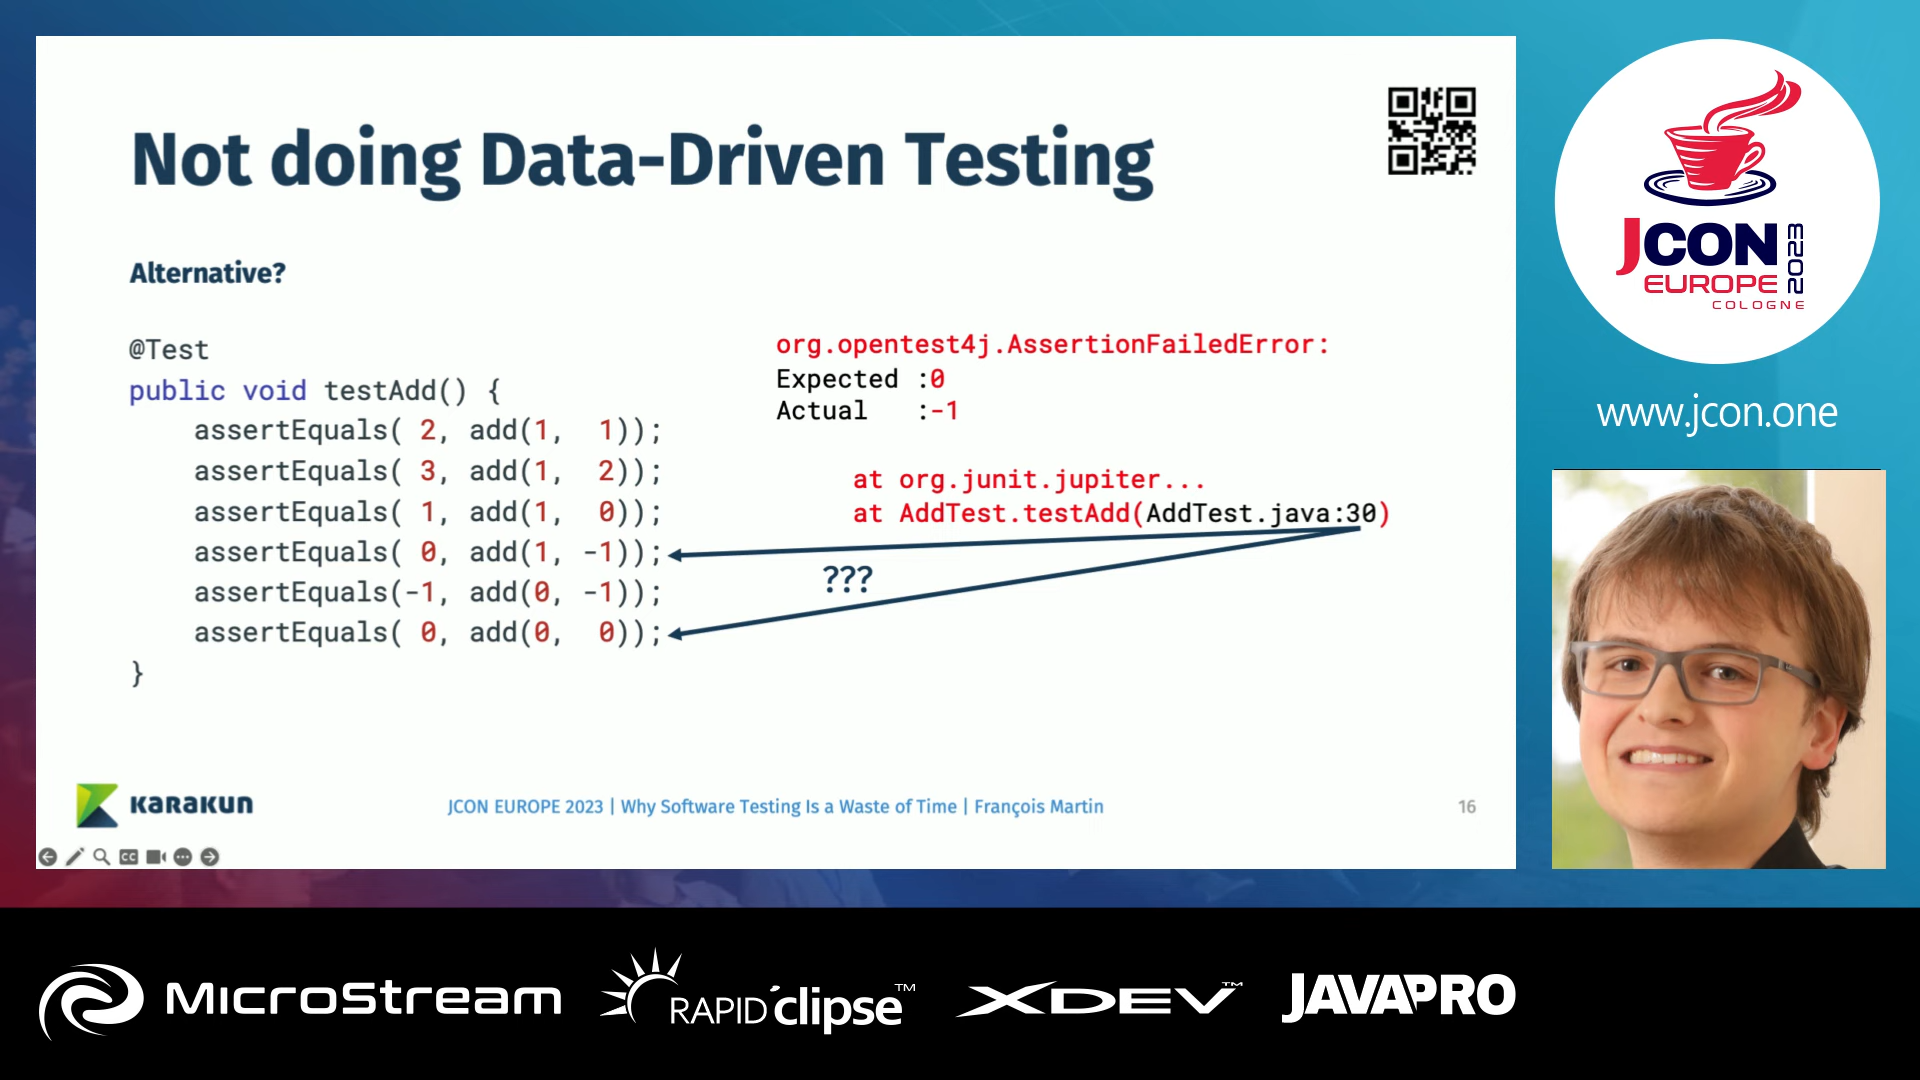 Not doing Data-Driven Testing
Alternative?
@Test
public void testAdd() {
assertEquals( 2, add(1,  1));
assertEquals( 3, add(1,  2));
assertEquals( 1, add(1,  0));
assertEquals( 0, add(1, -1));
assertEquals(-1, add(0, -1));
assertEquals( 0, add(0,  0));
}
org.opentest4j.AssertionFailedError:
Expected :0
Actual   :-1
at org.junit.jupiter...
at AddTest.testAdd(AddTest.java:30)
???
KARAKUN
JCON EUROPE 2023 | Why Software Testing Is a Waste of Time | François Martin
16
CC
JCON
EUROPE
2023
COLOGNE
www.jcon.one
MICROSTREAM
RAPIDclipse™
XDEV™
JAVAPRO